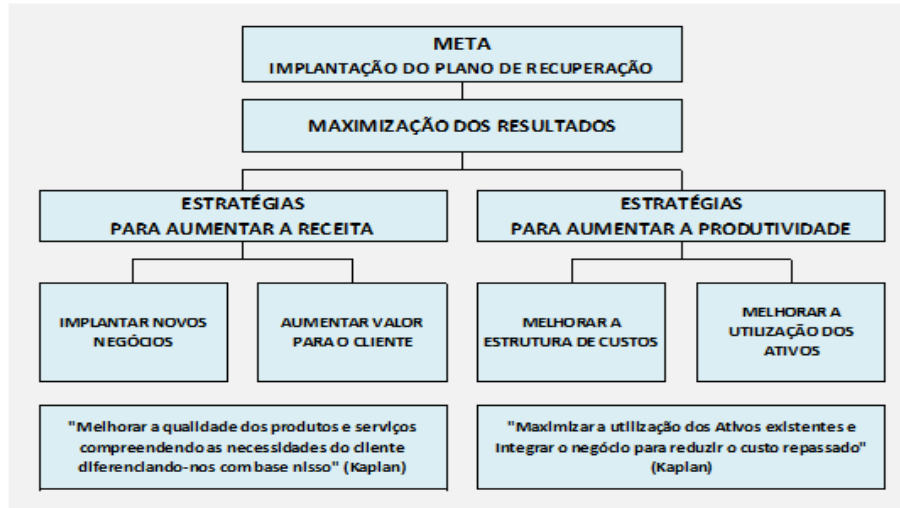 META
IMPLANTAÇÃO DO PLANO DE RECUPERAÇÃO
MAXIMIZAÇÃO DOS RESULTADOS
ESTRATÉGIAS
PARA AUMENTAR A RECEITA
ESTRATÉGIAS
PARA AUMENTAR A PRODUTIVIDADE
IMPLANTAR NOVOS
NEGÓCIOS
AUMENTAR VALOR
PARA O CLIENTE
MELHORAR A
ESTRUTURA DE CUSTOS
MELHORAR A
UTILIZAÇÃO DOS
ATIVOS
"Melhorar a qualidade dos produtos e serviços
compreendendo as necessidades do cliente
diferenciando-nos com base nisso" (Kaplan)
"Maximizar a utilização dos Ativos existentes e
Integrar o negócio para reduzir o custo repassado"
(Kaplan)